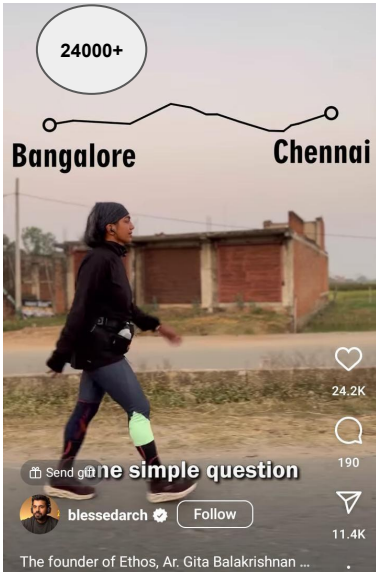 24000+
Bangalore
Chennai
24.2K
190
ne simple question
Send gift
blessedarch
Follow
11.4K
The founder of Ethos, Ar. Gita Balakrishnan ...